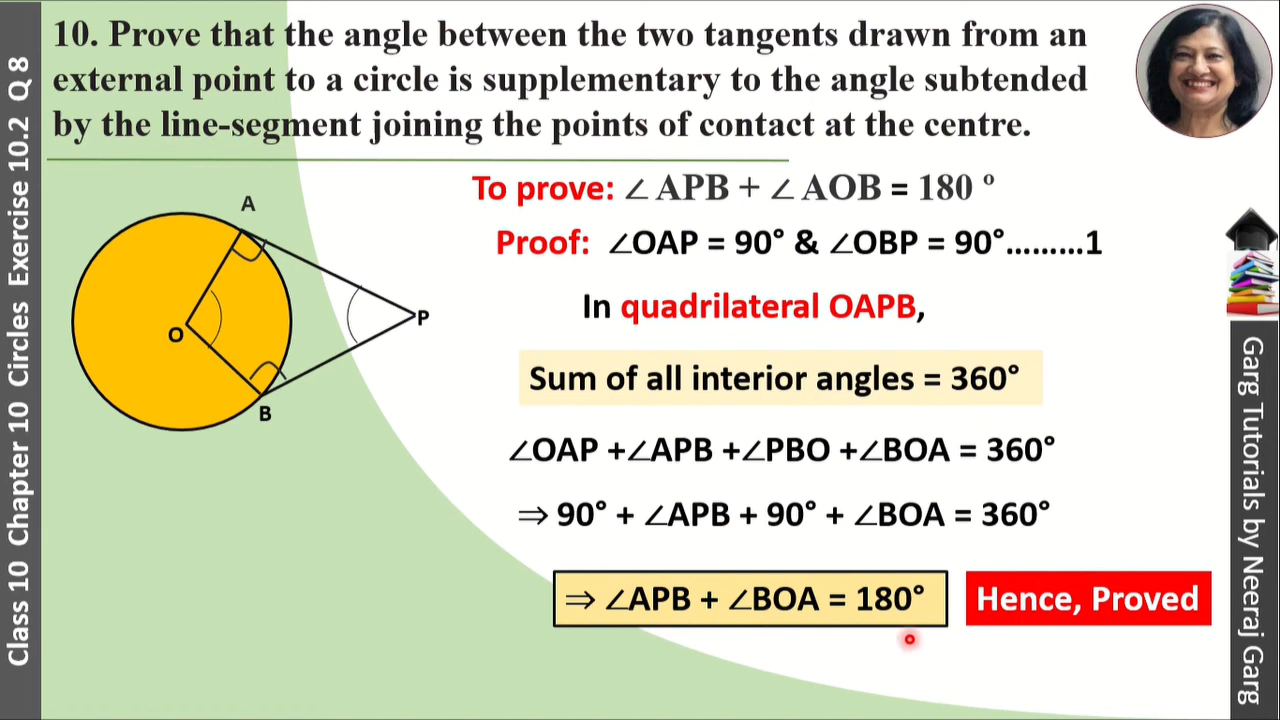 10. Prove that the angle between the two tangents drawn from an
external point to a circle is supplementary to the angle subtended
by the line-segment joining the points of contact at the centre.
To prove: ∠ APB + ∠ AOB = 180 º
Proof: ∠OAP = 90° & ∠OBP = 90°.........1
In quadrilateral OAPB,
Sum of all interior angles = 360°
∠OAP +∠APB +∠PBO +∠BOA = 360°
⇒ 90° + ∠APB + 90° + ∠BOA = 360°
⇒ ∠APB + ∠BOA = 180°
Hence, Proved
A
O
P
B
Class 10 Chapter 10 Circles Exercise 10.2 Q 8
Garg Tutorials by Neeraj Garg